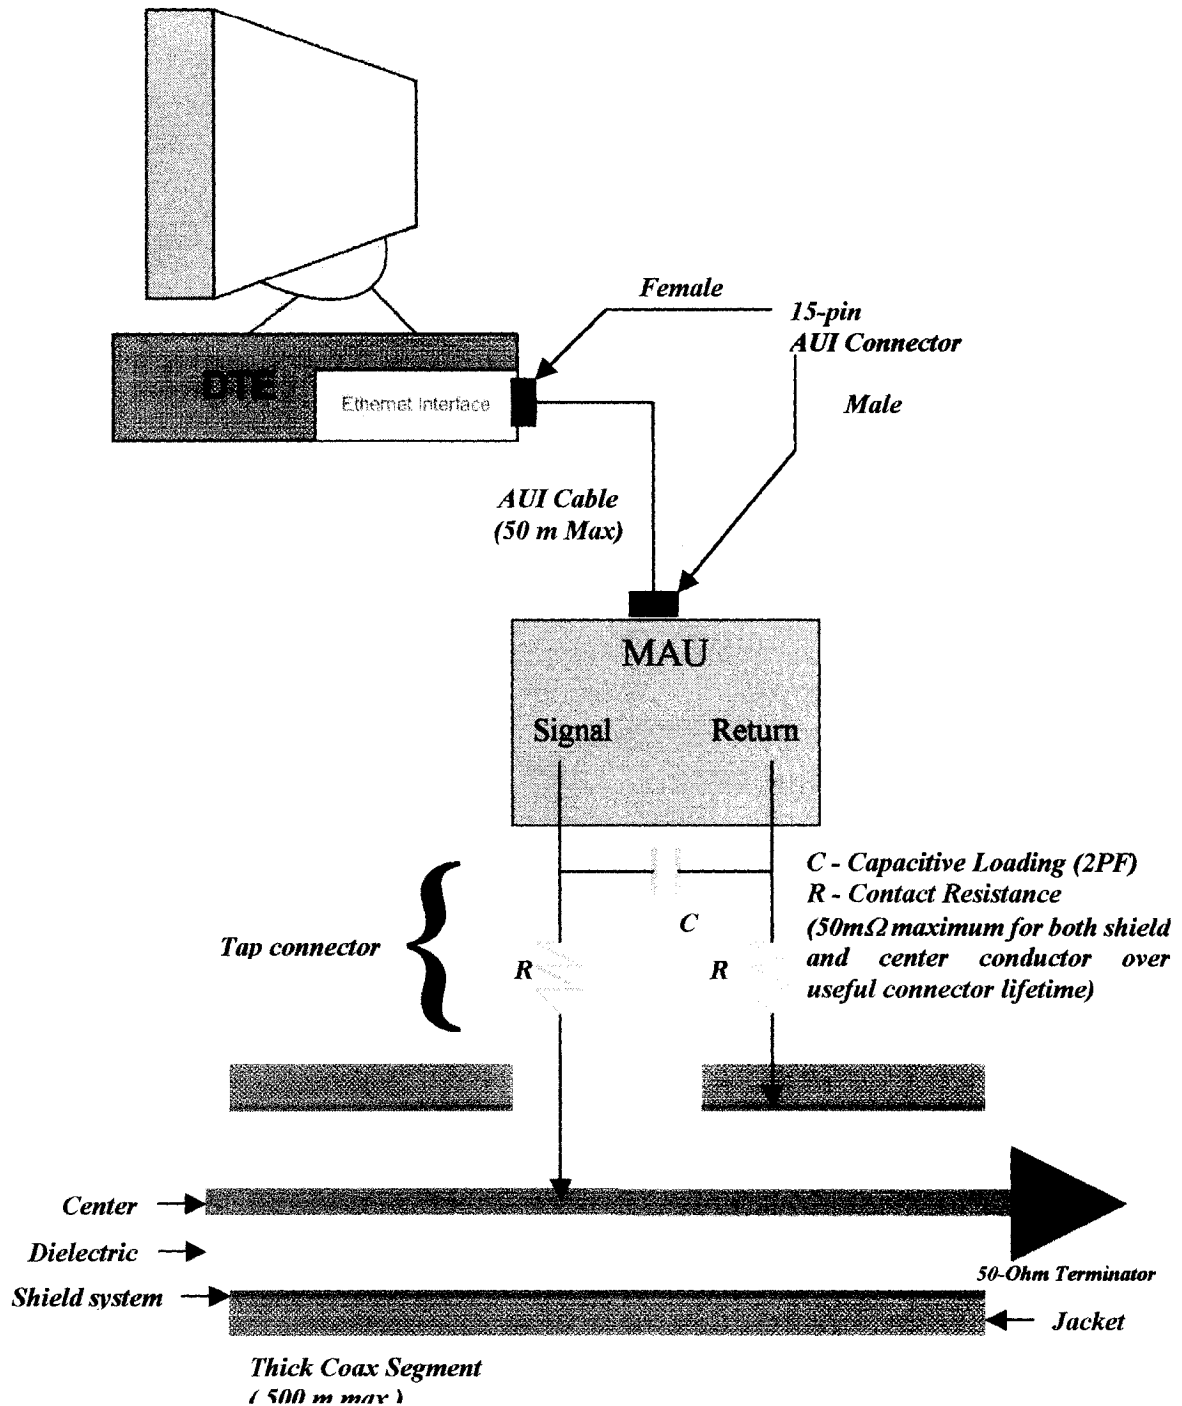 Female
15-pin
AUI Connector
Male
DTE
Ethernet Interface
AUI Cable
(50 m Max)
MAU
Signal
Return
C - Capacitive Loading (2PF)
R - Contact Resistance
(50mΩ maximum for both shield
and center conductor over
useful connector lifetime)
C
Tap connector
R
R
Center
Dielectric
50-Ohm Terminator
Shield system
Jacket
Thick Coax Segment
( 500 m max )